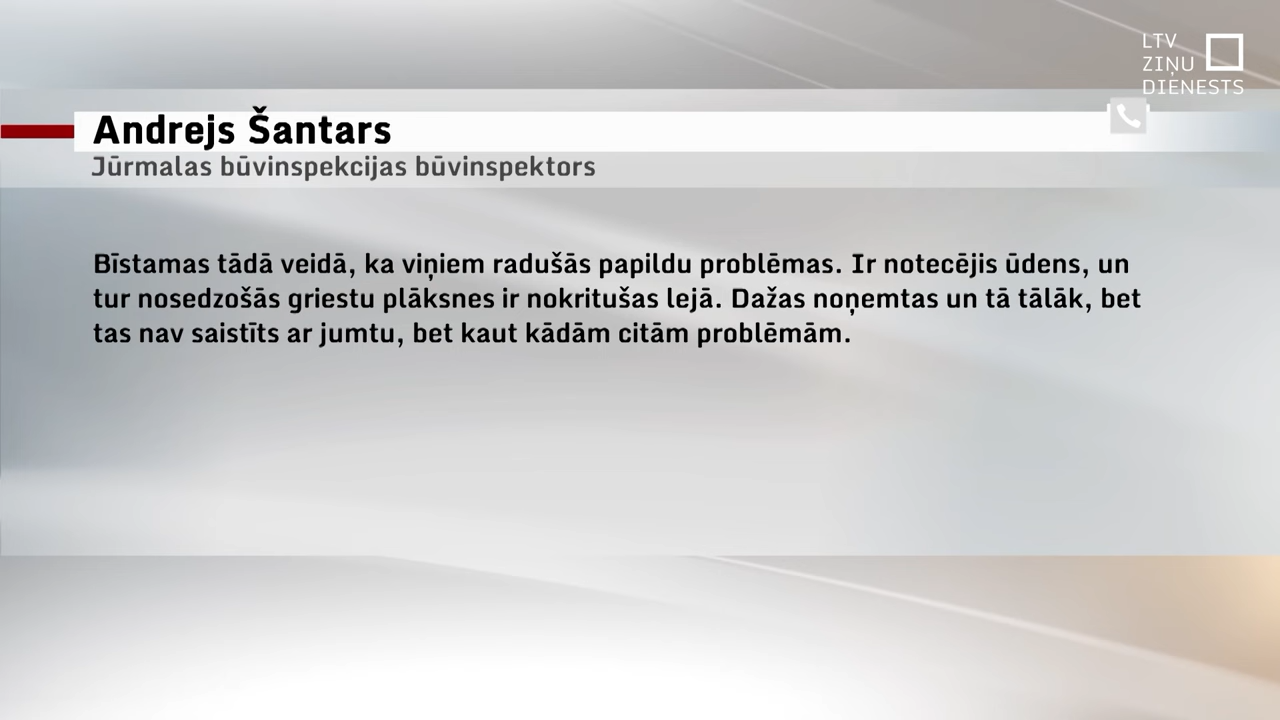 LTV
ZIŅU
DIENESTS
Andrejs Šantars
Jūrmalas būvinspekcijas būvinspektors
Bīstamas tādā veidā, ka viņiem radušās papildu problēmas. Ir notecējis ūdens, un
tur nosedzošās griestu plāksnes ir nokritušas lejā. Dažas noņemtas un tā tālāk, bet
tas nav saistīts ar jumtu, bet kaut kādām citām problēmām.